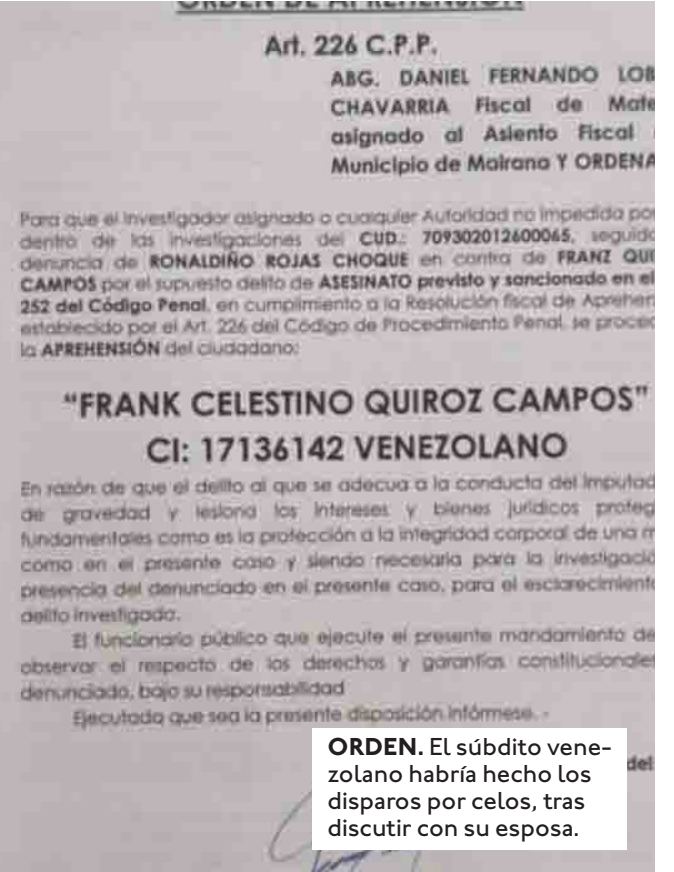 ORDEN DE APREHENSIÓN
Art. 226 C.P.P.
ABG. DANIEL FERNANDO LOB
CHAVARRIA Fiscal de Mate
asignado al Asiento Fiscal
Municipio de Mairana Y ORDENA
Para que el investigador asignado o cualquier Autoridad no impedida por
dentro de las investigaciones del CUD.: 709302012600065, seguido
denuncia de RONALDIÑO ROJAS CHOQUE en contra de FRANZ QUI
CAMPOS por el supuesto delito de ASESINATO previsto y sancionado en el
252 del Código Penal, en cumplimiento a la Resolución fiscal de Aprehen
establecido por el Art. 226 del Código de Procedimiento Penal, se proced
la APREHENSIÓN del ciudadano:
"FRANK CELESTINO QUIROZ CAMPOS"
CI: 17136142 VENEZOLANO
En razón de que el delito al que se adecua a la conducta del imputad
de gravedad y lesiona los intereses y bienes jurídicos proteg
fundamentales como es la protección a la integridad corporal de una m
como en el presente caso y siendo necesaria para la investigació
presencia del denunciado en el presente caso, para el esclarecimiento
delito investigado.
El funcionario público que ejecute el presente mandamiento de
observar el respecto de los derechos y garantías constitucionales
denunciado, bajo su responsabilidad
Ejecutada que sea la presente disposición infórmese. -
del
ORDEN. El súbdito vene-
zolano habría hecho los
disparos por celos, tras
discutir con su esposa.